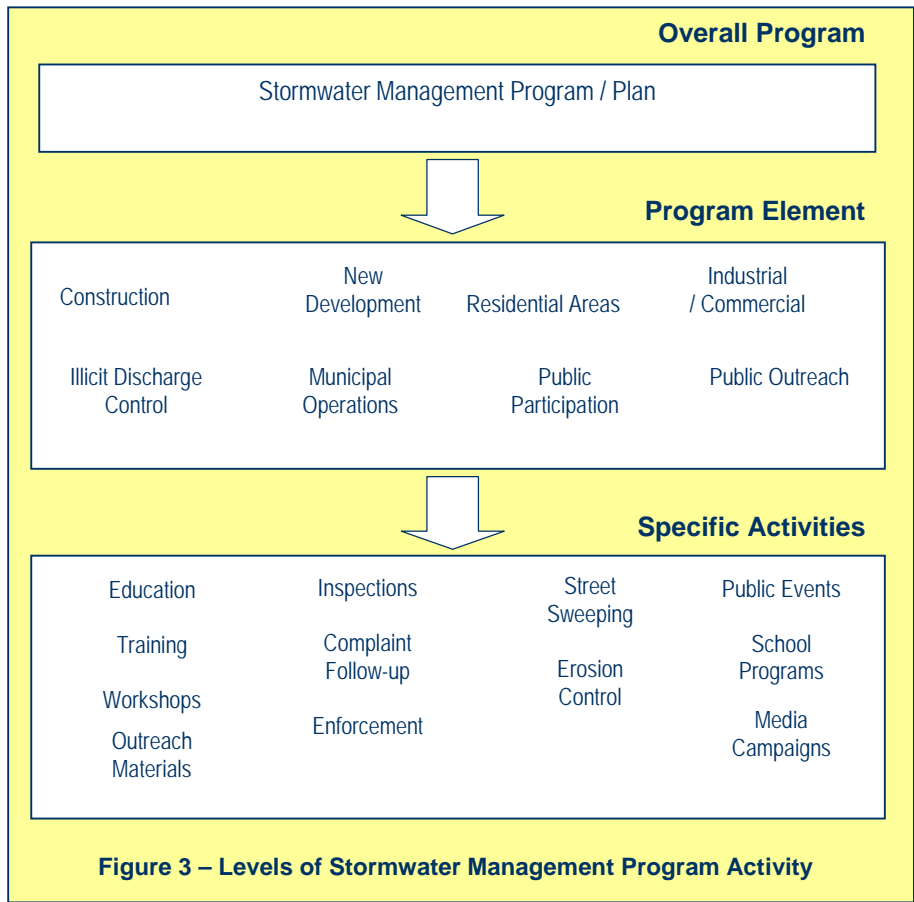 Overall Program
Stormwater Management Program / Plan
Program Element
Construction
New
Development
Residential Areas
Industrial
/ Commercial
Illicit Discharge
Control
Municipal
Operations
Public
Participation
Public Outreach
Specific Activities
Education
Training
Workshops
Outreach
Materials
Inspections
Complaint
Follow-up
Enforcement
Street
Sweeping
Erosion
Control
Public Events
School
Programs
Media
Campaigns
Figure 3 – Levels of Stormwater Management Program Activity